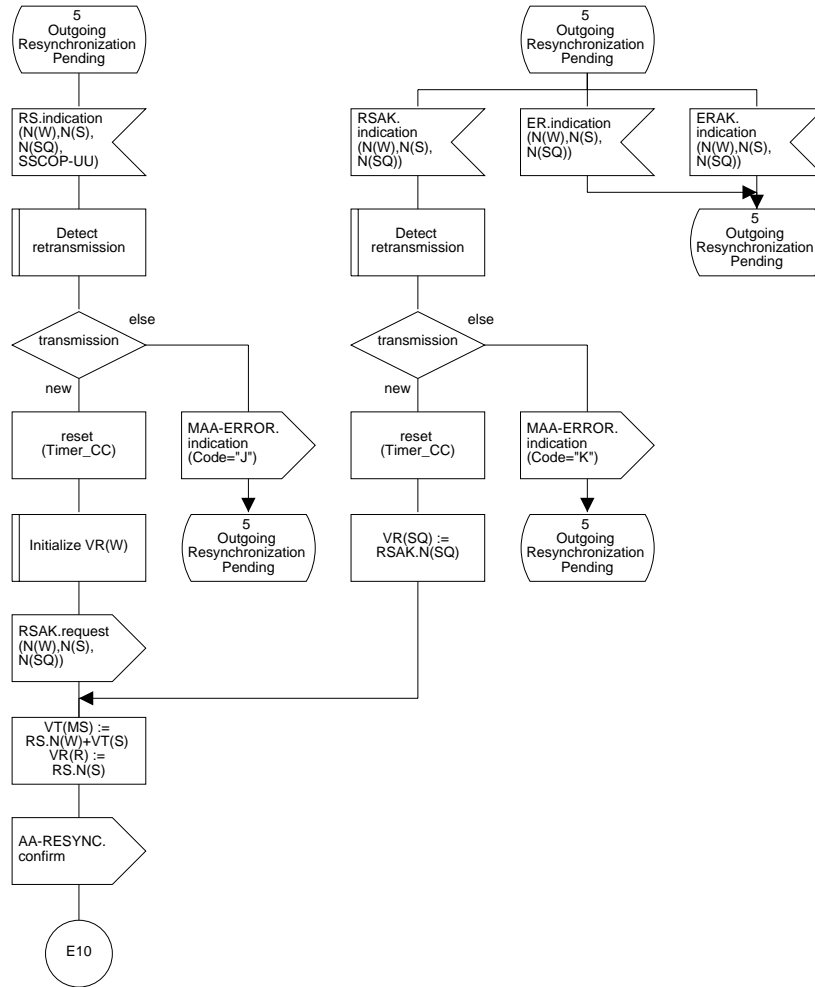 5
Outgoing
Resynchronization
Pending
RS.indication
(N(W),N(S),
N(SQ),
SSCOP-UU)
Detect
retransmission
transmission
else
new
reset
(Timer_CC)
MAA-ERROR.
indication
(Code="J")
Initialize VR(W)
5
Outgoing
Resynchronization
Pending
RSAK.request
(N(W),N(S),
N(SQ))
VT(MS) :=
RS.N(W)+VT(S)
VR(R) :=
RS.N(S)
AA-RESYNC.
confirm
E10
5
Outgoing
Resynchronization
Pending
RSAK.
indication
(N(W),N(S),
N(SQ))
ER.indication
(N(W),N(S),
N(SQ))
ERAK.
indication
(N(W),N(S),
N(SQ))
5
Outgoing
Resynchronization
Pending
Detect
retransmission
transmission
else
new
reset
(Timer_CC)
MAA-ERROR.
indication
(Code="K")
VR(SQ) :=
RSAK.N(SQ)
5
Outgoing
Resynchronization
Pending